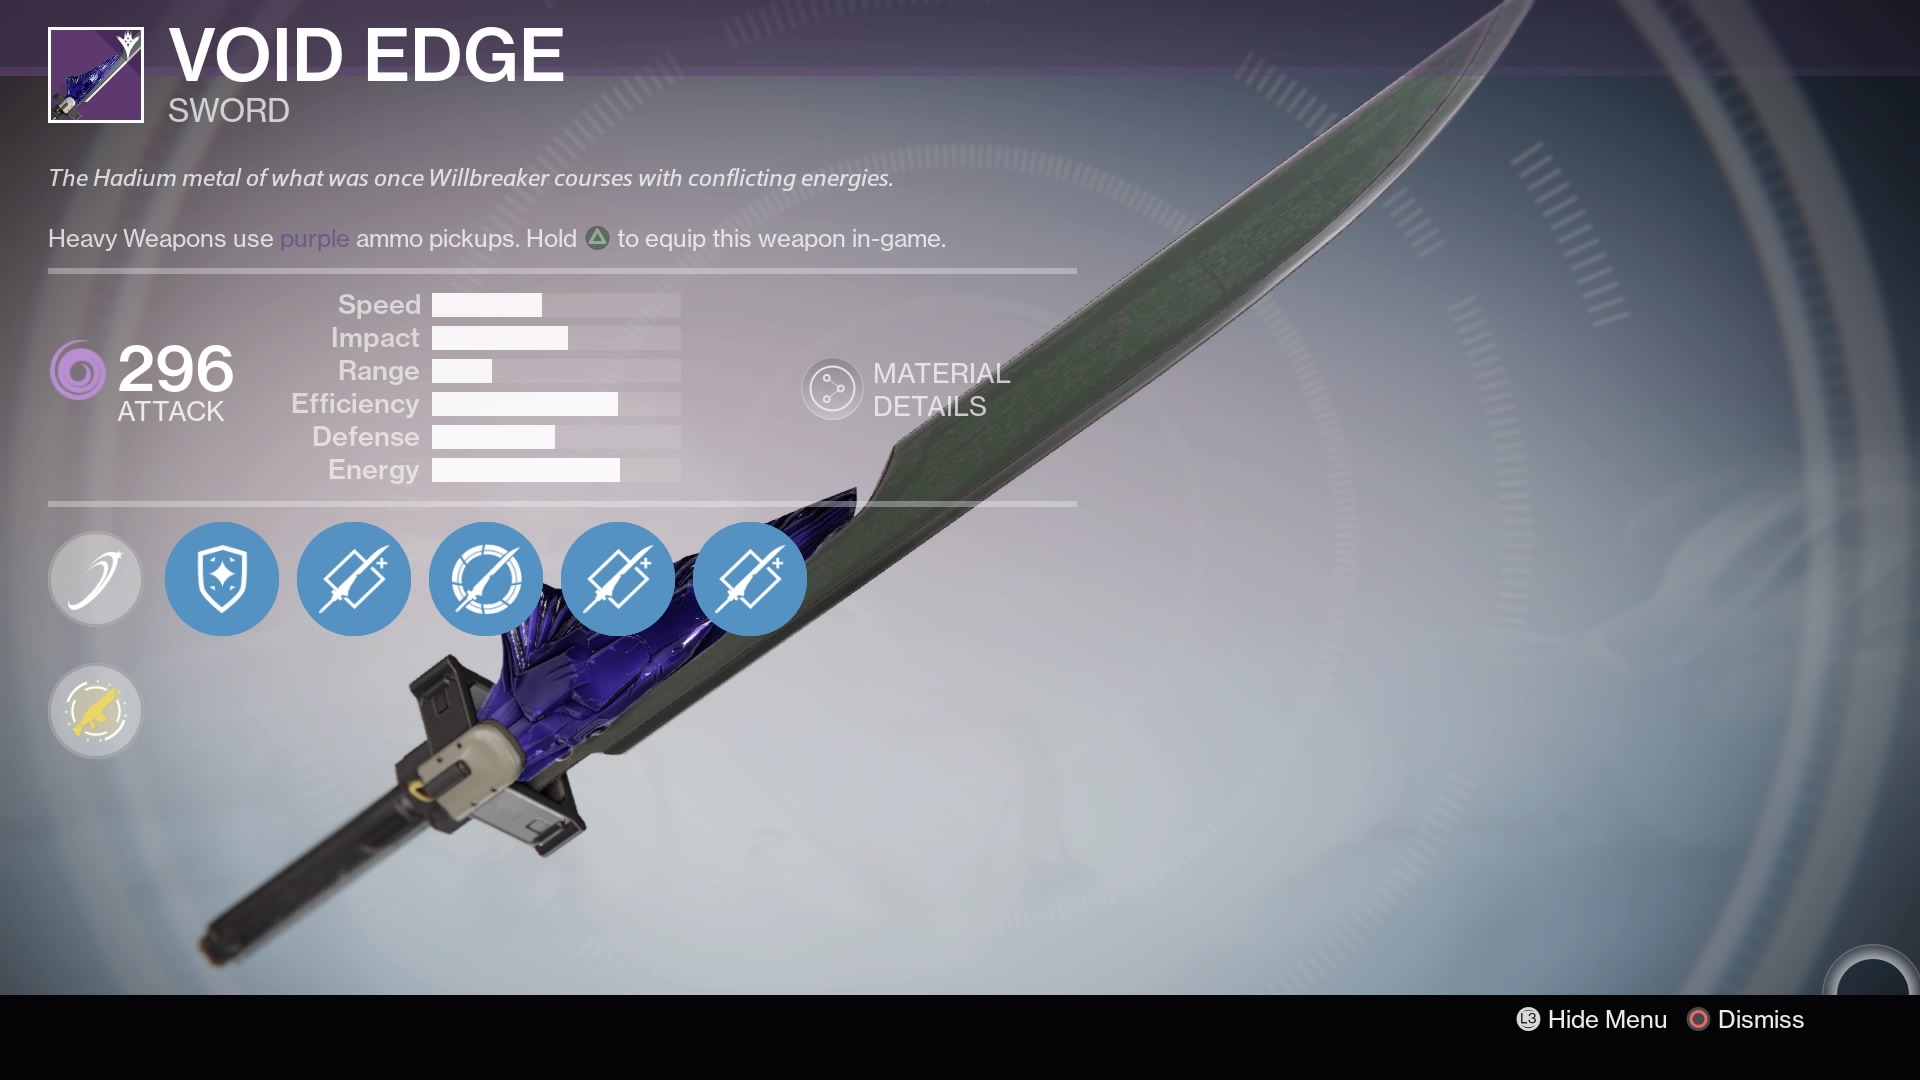 VOID EDGE
SWORD
The Hadium metal of what was once Willbreaker courses with conflicting energies.
Heavy Weapons use purple ammo pickups. Hold to equip this weapon in-game.
296
ATTACK
Speed
Impact
Range
Efficiency
Defense
Energy
MATERIAL
DETAILS
L3 Hide Menu Dismiss